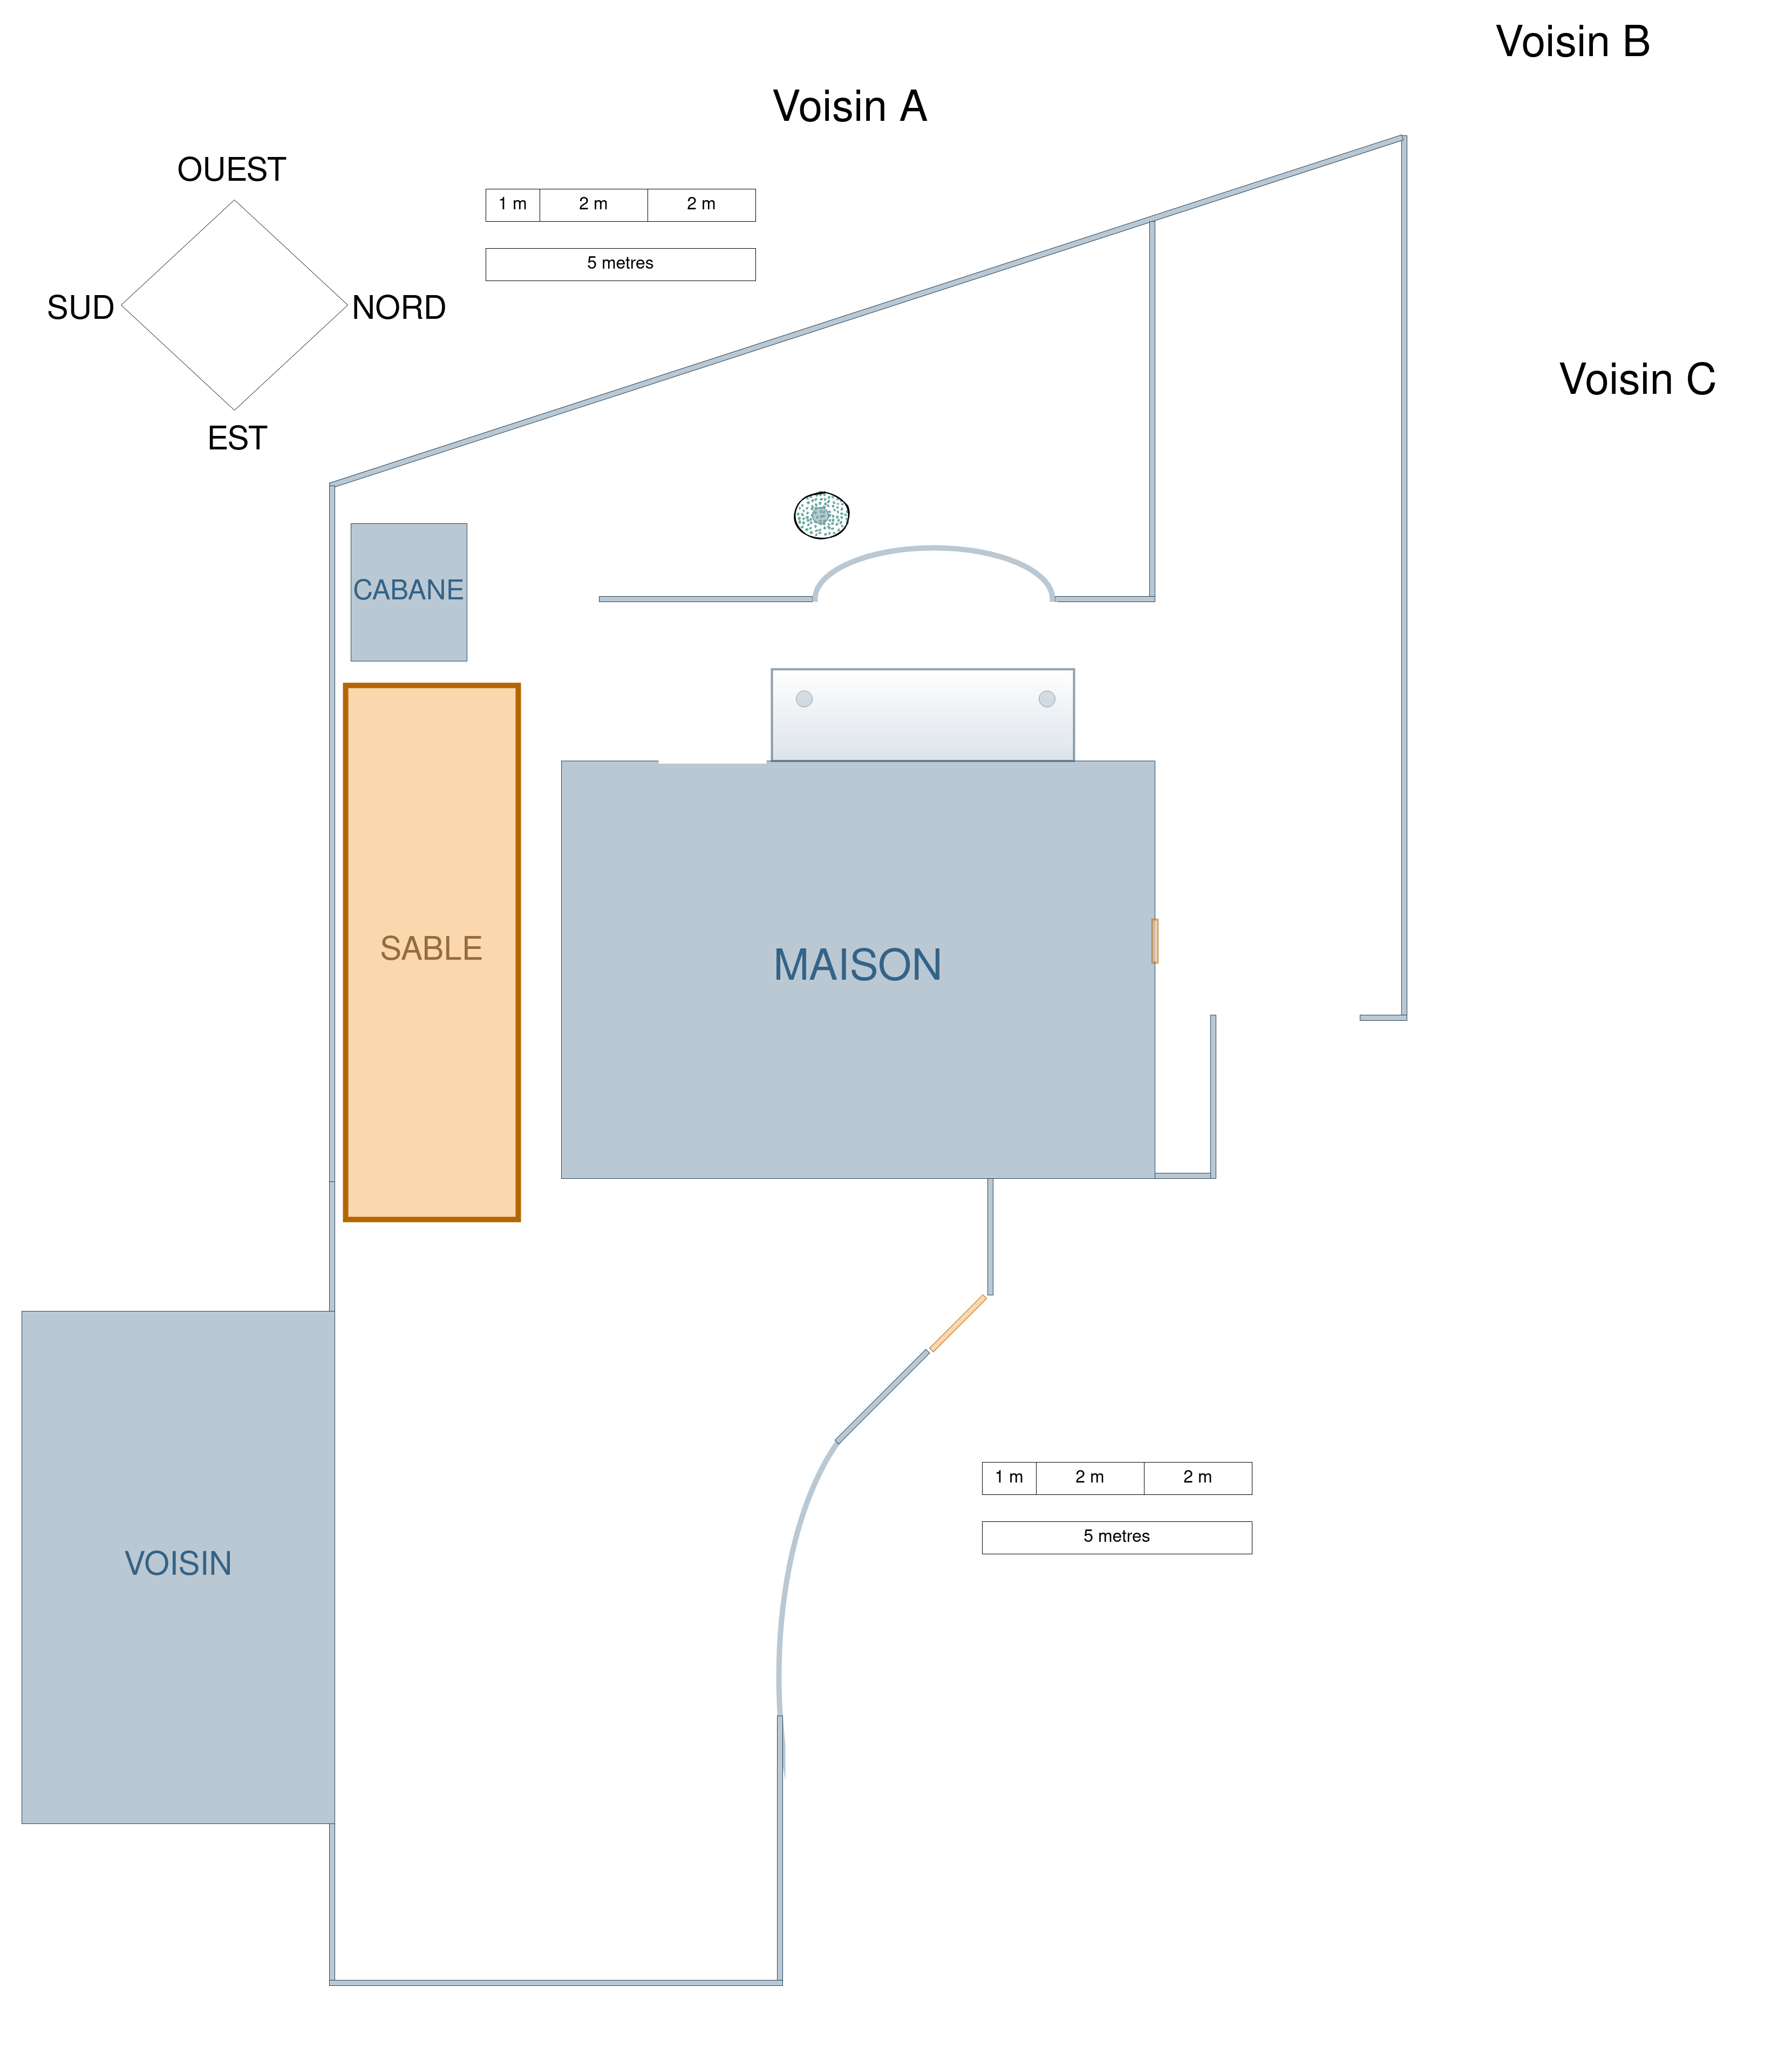 Voisin B
Voisin A
OUEST
1 m 2 m 2 m
5 metres
SUD
NORD
Voisin C
EST
CABANE
SABLE
MAISON
1 m 2 m 2 m
5 metres
VOISIN